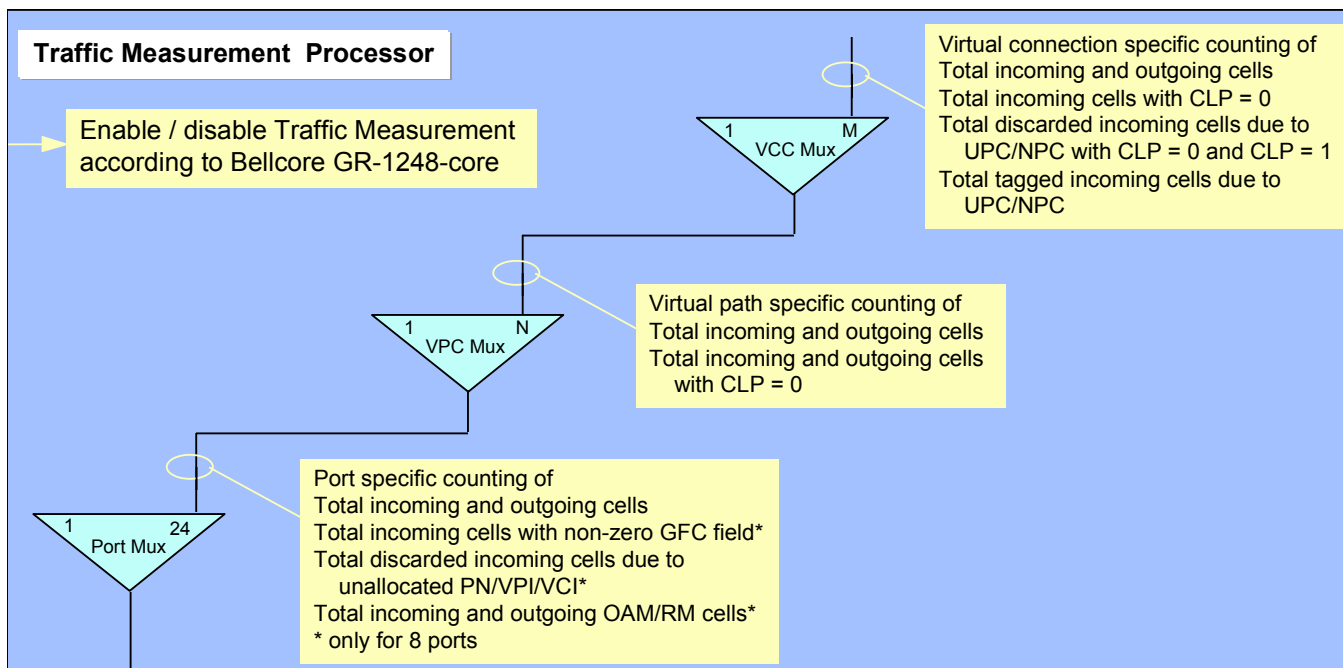 Traffic Measurement Processor
Enable / disable Traffic Measurement
according to Bellcore GR-1248-core
Virtual connection specific counting of
Total incoming and outgoing cells
Total incoming cells with CLP = 0
Total discarded incoming cells due to
UPC/NPC with CLP = 0 and CLP = 1
Total tagged incoming cells due to
UPC/NPC
1 M
VCC Mux
Virtual path specific counting of
Total incoming and outgoing cells
Total incoming and outgoing cells
with CLP = 0
1 N
VPC Mux
Port specific counting of
Total incoming and outgoing cells
Total incoming cells with non-zero GFC field*
Total discarded incoming cells due to
unallocated PN/VPI/VCI*
Total incoming and outgoing OAM/RM cells*
* only for 8 ports
1 24
Port Mux